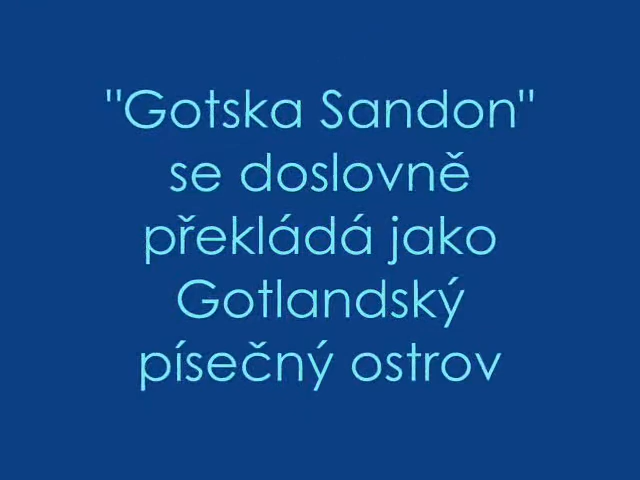 "Gotska Sandon"
se doslovně
překládá jako
Gotlandský
písečný ostrov